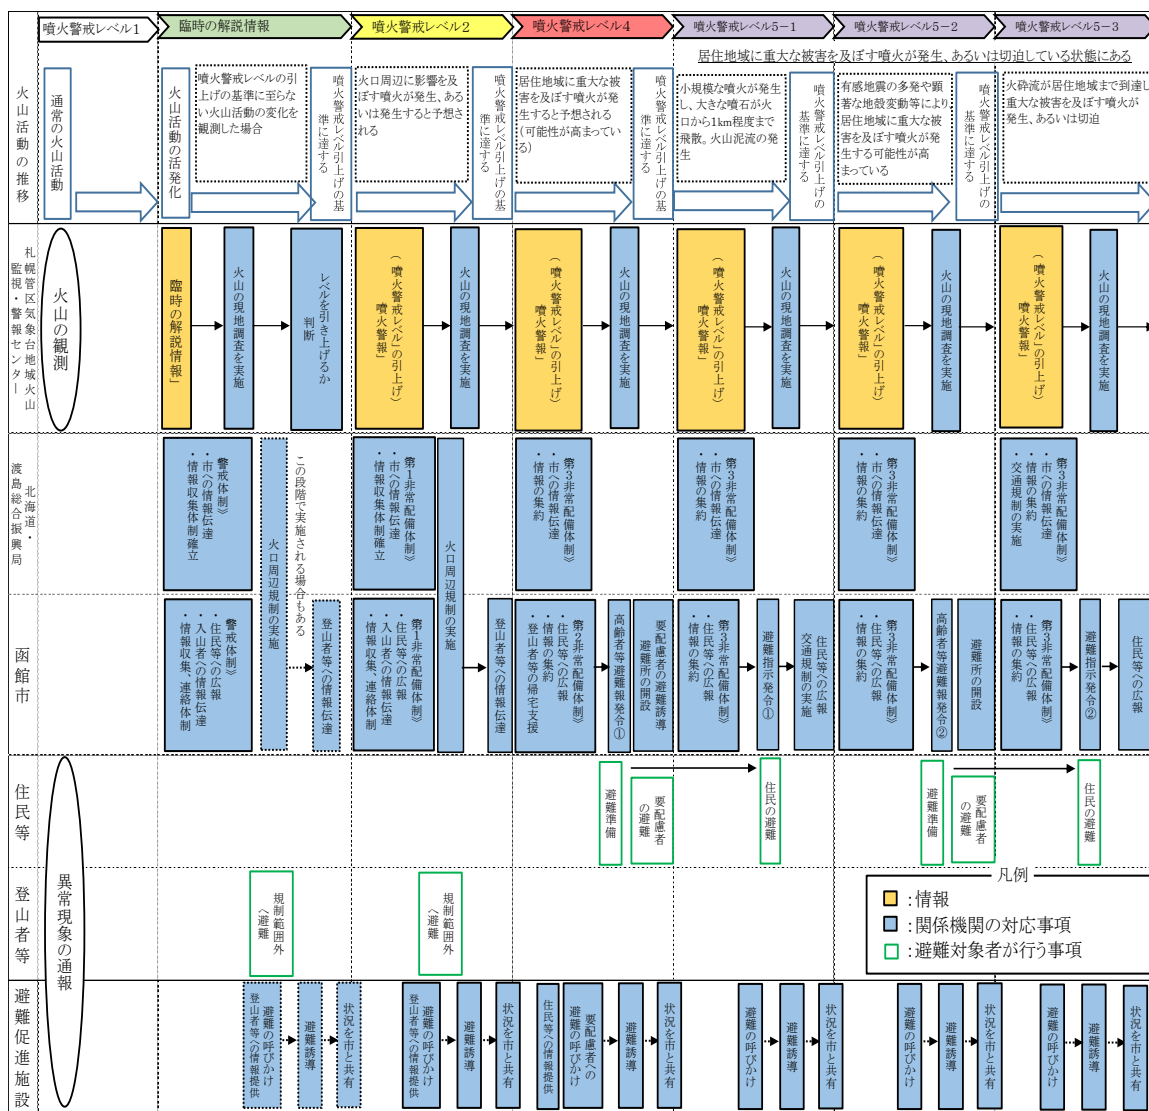 噴火警戒レベル1
臨時の解説情報
噴火警戒レベル2
噴火警戒レベル4
噴火警戒レベル5－1
噴火警戒レベル5－2
噴火警戒レベル5－3
居住地域に重大な被害を及ぼす噴火が発生、あるいは切迫している状態にある
火山活動の推移
通常の火山活動
火山活動の活発化
噴火警戒レベルの引
上げの基準に至らな
い火山活動の変化を
観測した場合
噴火警戒レベル引上げの基
準に達する
火口周辺に影響を及
ぼす噴火が発生、ある
いは発生すると予想さ
れる
噴火警戒レベル引上げの基
準に達する
居住地域に重大な被
害を及ぼす噴火が発
生すると予想される
（可能性が高まってい
る）
噴火警戒レベル引上げの基
準に達する
小規模な噴火が発生
し、大きな噴石が火
口から1km程度まで
飛散。火山泥流の発
生
噴火警戒レベル引上げの
基準に達する
有感地震の多発や顕
著な地殻変動等により
居住地域に重大な被
害を及ぼす噴火が発
生する可能性が高
まっている
噴火警戒レベル引上げの
基準に達する
火砕流が居住地域まで到達し、
重大な被害を及ぼす噴火が
発生、あるいは切迫
札幌管区気象台地域火山
監視・警報センター
火山の観測
臨時の解説情報」
火山の現地調査を実施
レベルを引き上げるか
判断
（「噴火警戒レベル」の引上げ）
噴火警報」
火山の現地調査を実施
（「噴火警戒レベル」の引上げ）
噴火警報」
火山の現地調査を実施
（「噴火警戒レベル」の引上げ）
噴火警報」
火山の現地調査を実施
（「噴火警戒レベル」の引上げ）
噴火警報」
火山の現地調査を実施
（「噴火警戒レベル」の引上げ）
噴火警報」
火山の現地調査を実施
北海道・
渡島総合振興局
警戒体制》
・市への情報伝達
・情報収集体制確立
火口周辺規制の実施
この段階で実施される場合もある
第1非常配備体制》
・市への情報伝達
・情報収集体制確立
火口周辺規制の実施
第3非常配備体制》
・市への情報伝達
・情報の集約
第3非常配備体制》
・市への情報伝達
・情報の集約
第3非常配備体制》
・市への情報伝達
・情報の集約
第3非常配備体制》
・市への情報伝達
・情報の集約
・交通規制の実施
函館市
警戒体制》
・住民等への広報
・入山者への情報伝達
・情報収集、連絡体制
登山者等への情報伝達
第1非常配備体制》
・住民等への広報
・入山者への情報伝達
・情報収集、連絡体制
登山者等への情報伝達
第2非常配備体制》
・住民等への広報
・情報の集約
・登山者等の帰宅支援
高齢者等避難報発令①
要配慮者の避難誘導
避難所の開設
第3非常配備体制》
・住民等への広報
・情報の集約
避難指示発令①
住民等への広報
交通規制の実施
第3非常配備体制》
・住民等への広報
・情報の集約
高齢者等避難報発令②
避難所の開設
第3非常配備体制》
・住民等への広報
・情報の集約
避難指示発令②
住民等への広報
住民等
避難準備
要配慮者
の避難
住民の避難
避難準備
要配慮者
の避難
住民の避難
異常現象の通報
登山者等
規制範囲外
へ避難
規制範囲外
へ避難
凡例
：情報
：関係機関の対応事項
：避難対象者が行う事項
避難促進施設
避難の呼びかけ
登山者等への情報提供
避難誘導
状況を市と共有
避難の呼びかけ
登山者等への情報提供
避難誘導
状況を市と共有
住民等への情報提供
要配慮者への
避難の呼びかけ
避難誘導
状況を市と共有
避難の呼びかけ
避難誘導
状況を市と共有
避難の呼びかけ
避難誘導
状況を市と共有
避難の呼びかけ
避難誘導
状況を市と共有